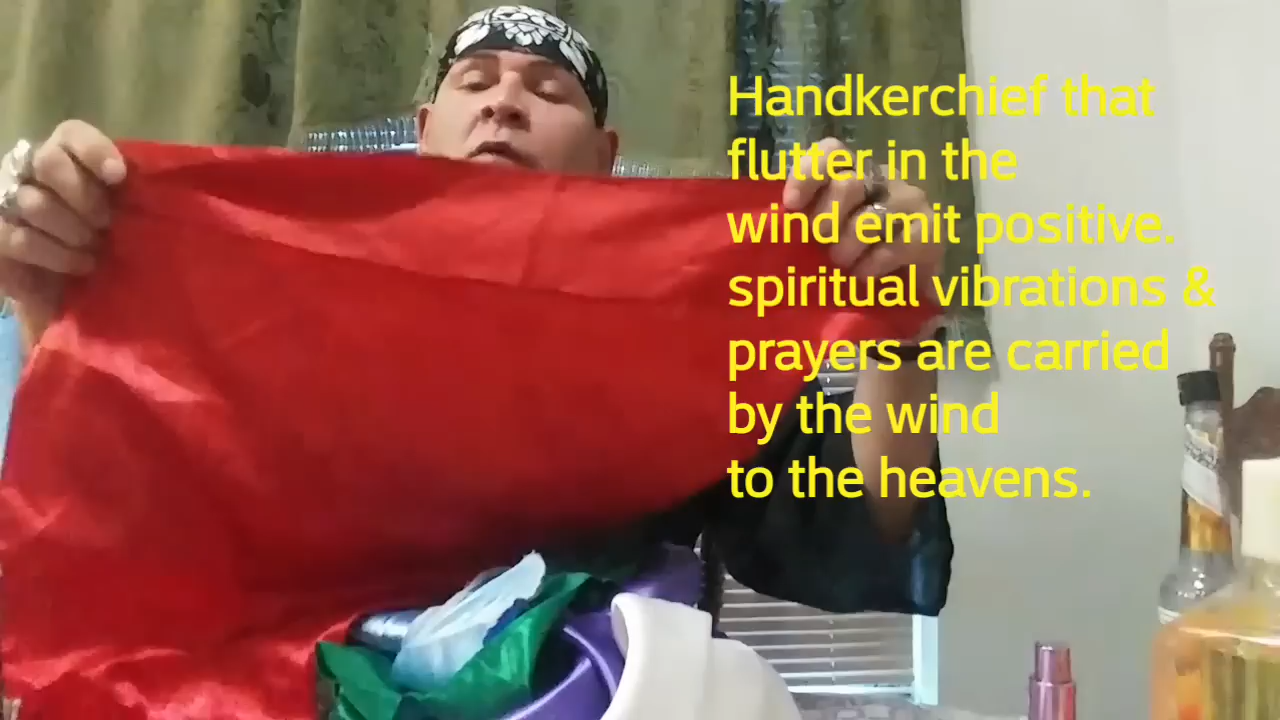 Handkerchief that
flutter in the
wind emit positive.
spiritual vibrations &
prayers are carried
by the wind
to the heavens.